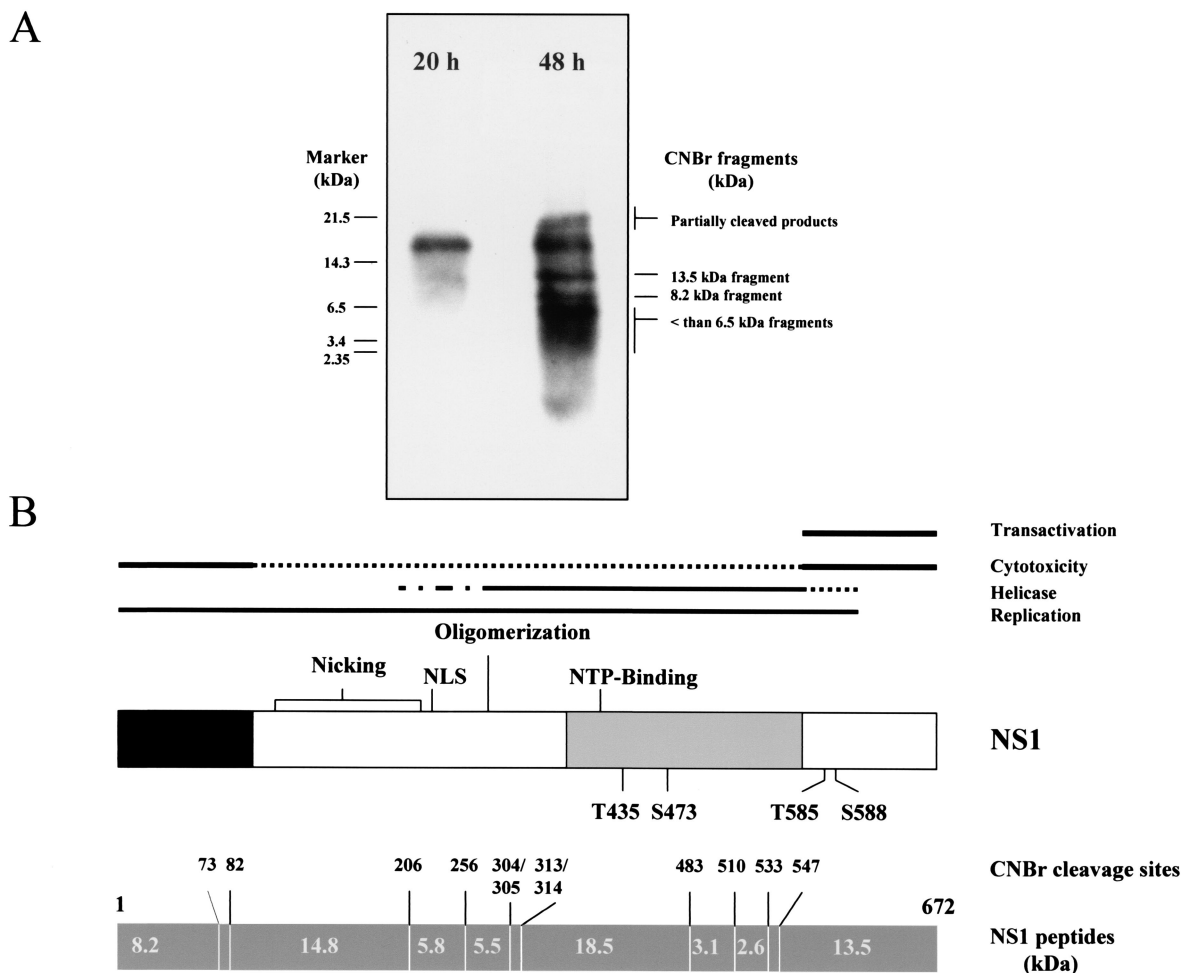 A
20 h 48 h
Marker
(kDa)
CNBr fragments
(kDa)
21.5
Partially cleaved products
14.3
13.5 kDa fragment
8.2 kDa fragment
6.5
< than 6.5 kDa fragments
3.4
2.35
B
Transactivation
Cytotoxicity
Helicase
Replication
Oligomerization
Nicking
NLS
NTP-Binding
NS1
T435 S473 T585 S588
73 82 206 256 304/ 313/ 483 510 533 547
305 314
CNBr cleavage sites
1 672
8.2 14.8 5.8 5.5 18.5 3.1 2.6 13.5
NS1 peptides
(kDa)